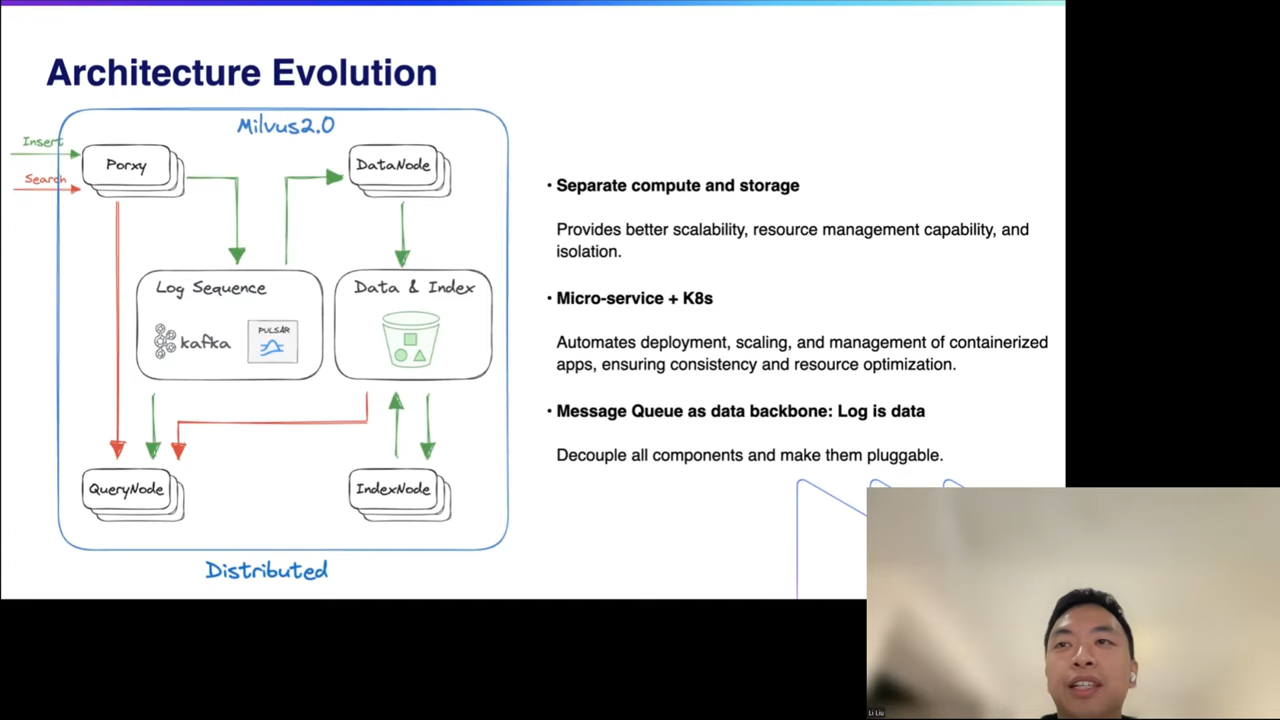 Architecture Evolution
Milvus2.0
Insert
Search
Porxy
DataNode
Log Sequence
kafka
PULSAR
Data & Index
QueryNode
IndexNode
Distributed
• Separate compute and storage
Provides better scalability, resource management capability, and
isolation.
• Micro-service + K8s
Automates deployment, scaling, and management of containerized
apps, ensuring consistency and resource optimization.
• Message Queue as data backbone: Log is data
Decouple all components and make them pluggable.
Li Liu